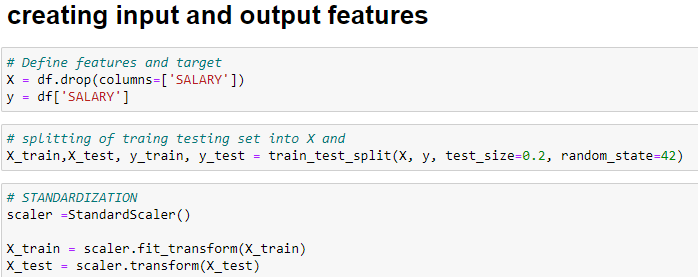 creating input and output features
# Define features and target
X = df.drop(columns=['SALARY'])
y = df['SALARY']
# splitting of traing testing set into X and
X_train,X_test, y_train, y_test = train_test_split(X, y, test_size=0.2, random_state=42)
# STANDARDIZATION
scaler =StandardScaler()
X_train = scaler.fit_transform(X_train)
X_test = scaler.transform(X_test)